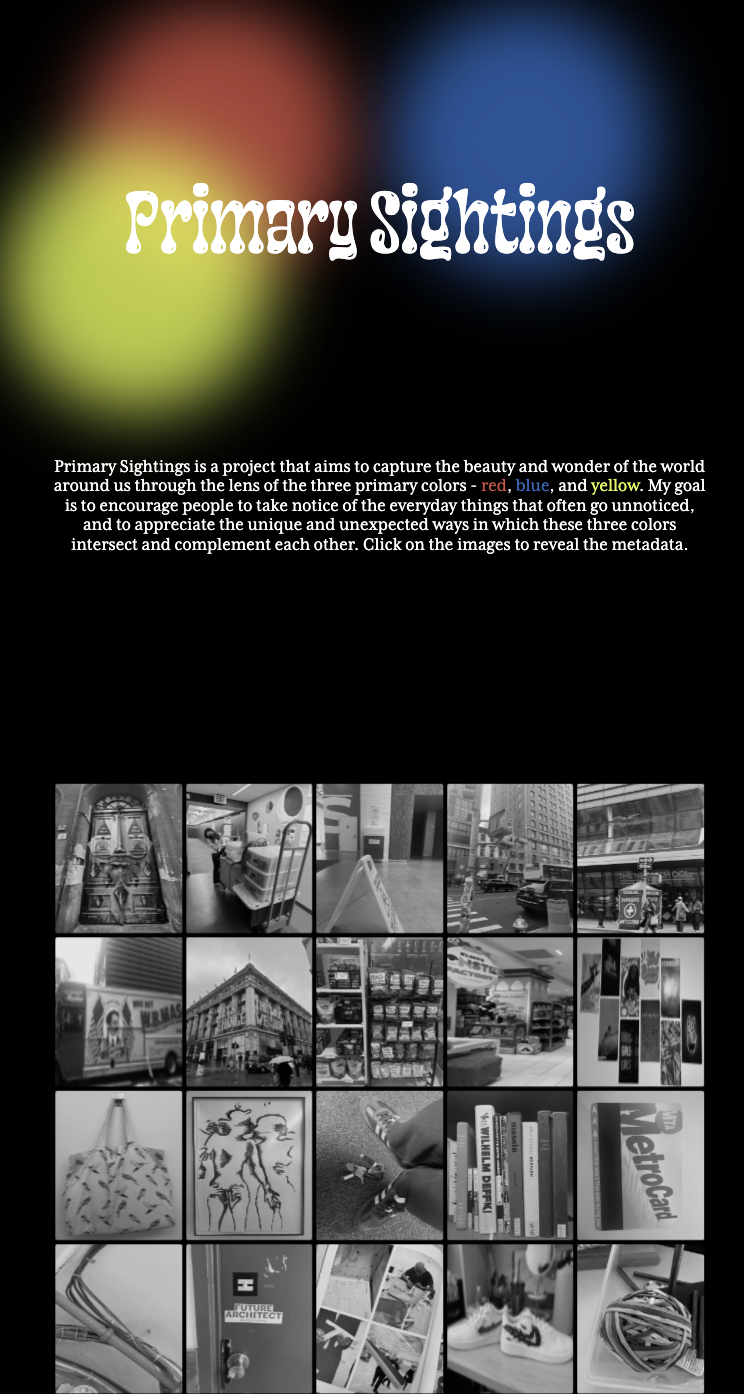 Primary Sightings
Primary Sightings is a project that aims to capture the beauty and wonder of the world
around us through the lens of the three primary colors - red, blue, and yellow. My goal
is to encourage people to take notice of the everyday things that often go unnoticed,
and to appreciate the unique and unexpected ways in which these three colors
intersect and complement each other. Click on the images to reveal the metadata.
EXIT
W.B.MAS
FACTORY
WILHELM DEFFKE
MTA
MetroCard
FUTURE
ARCHITECT